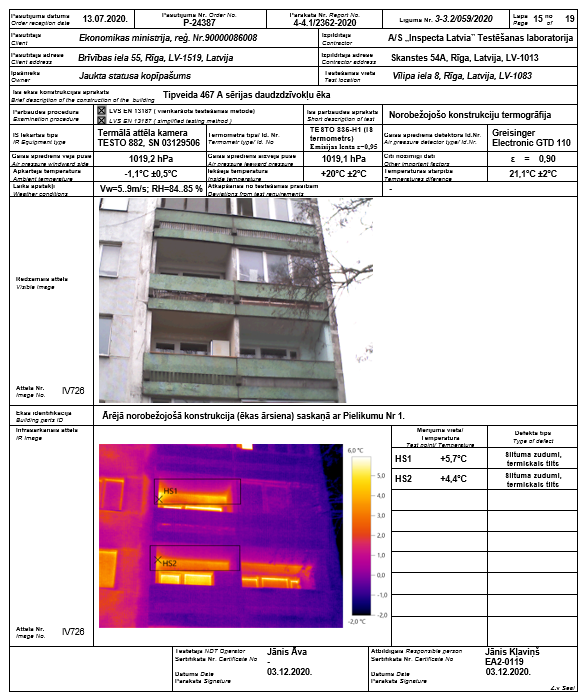 Pasūtījuma datums
Order reception date
13.07.2020.
Pasūtījuma Nr. Order No.
P-24387
Pārskata Nr. Report No.
4-4.1/2362-2020
Līguma Nr. 3-3.2/059/2020
Lapa 15 no 19
Page of
Pasūtītājs
Client
Ekonomikas ministrija, reģ. Nr.90000086008
Izpildītājs
Contractor
A/S „Inspecta Latvia” Testēšanas laboratorija
Pasūtītāja adrese
Client address
Brīvības iela 55, Rīga, LV-1519, Latvija
Izpildītāja adrese
Contractor address
Skanstes 54A, Rīga, Latvija, LV-1013
Īpašnieks
Owner
Jaukta statusa kopīpašums
Testēšanas vieta
Test location
Vīlipa iela 8, Rīga, Latvija, LV-1083
Īss ēkas konstrukcijas apraksts
Brief description of the construction of the building
Tipveida 467 A sērijas daudzdzīvokļu ēka
Pārbaudes procedūra
Examination procedure
LVS EN 13187 ( vienkāršots testēšanas metode)
LVS EN 13187 ( simplified testing method )
Īss pārbaudes apraksts
Short description of test
Norobežojošo konstrukciju termogrāfija
IS iekārtas tips
IR Equipment type
Termālā attēla kamera
TESTO 882, SN 03129506
Termometra tips/ Id. Nr.
Termometr type/ Id. No
TESTO 835-H1 (IS
termometrs)
Emisijas lenta ε=0,95
Gaisa spiediena detektors Id.Nr.
Air pressure detector type/ Id.Nr.
Greisinger
Electronic GTD 110
Gaisa spiediens vēja pusē
Air pressure windward side
1019,2 hPa
Gaisa spiediens aizvēja pusē
Air pressure leeward pressure
1019,1 hPa
Citi nozīmīgi dati
Other important factors
ε = 0,90
Apkārtējā temperatūra
Ambient temperature
-1,1°C ±0,5°C
Iekšējā temperatūra
Inside temperature
+20°C ±2°C
Temperatūras starpība
Temperatures difference
21,1°C ±2°C
Laika apstākļi
Weather conditions
Vw=5..9m/s; RH=84..85 %
Atkāpšanās no testēšanas prasībām
Deviations from test requirements
-
Redzamais attēls
Visible Image
Attēla Nr.
Image No.
IV726
Ēkas identifikācija
Building parts ID
Ārējā norobežojošā konstrukcija (ēkas ārsiena) saskaņā ar Pielikumu Nr 1.
Infrasarkanais attēls
IR Image
HS1
HS2
6,0 °C
5,0
4,0
3,0
2,0
1,0
0,0
-1,0
-2,0
-2,0 °C
Mērījuma vieta/
Temperatūra
Test point/ Temperature
Defekta tips
Type of defect
HS1 +5,7°C
Siltuma zudumi,
termiskais tilts
HS2 +4,4°C
Siltuma zudumi,
termiskais tilts
Attēla Nr.
Image No.
IV726
Testētājs NDT Operator
Jānis Āva
Sertifikāta Nr. Certificate No
-
Datums Date
03.12.2020.
Paraksts Signature
Atbildīgais Responsible person
Jānis Kļaviņš
Sertifikāta Nr. Certificate No
EA2-0119
Datums Date
03.12.2020.
Paraksts Signature
Z.v Seal